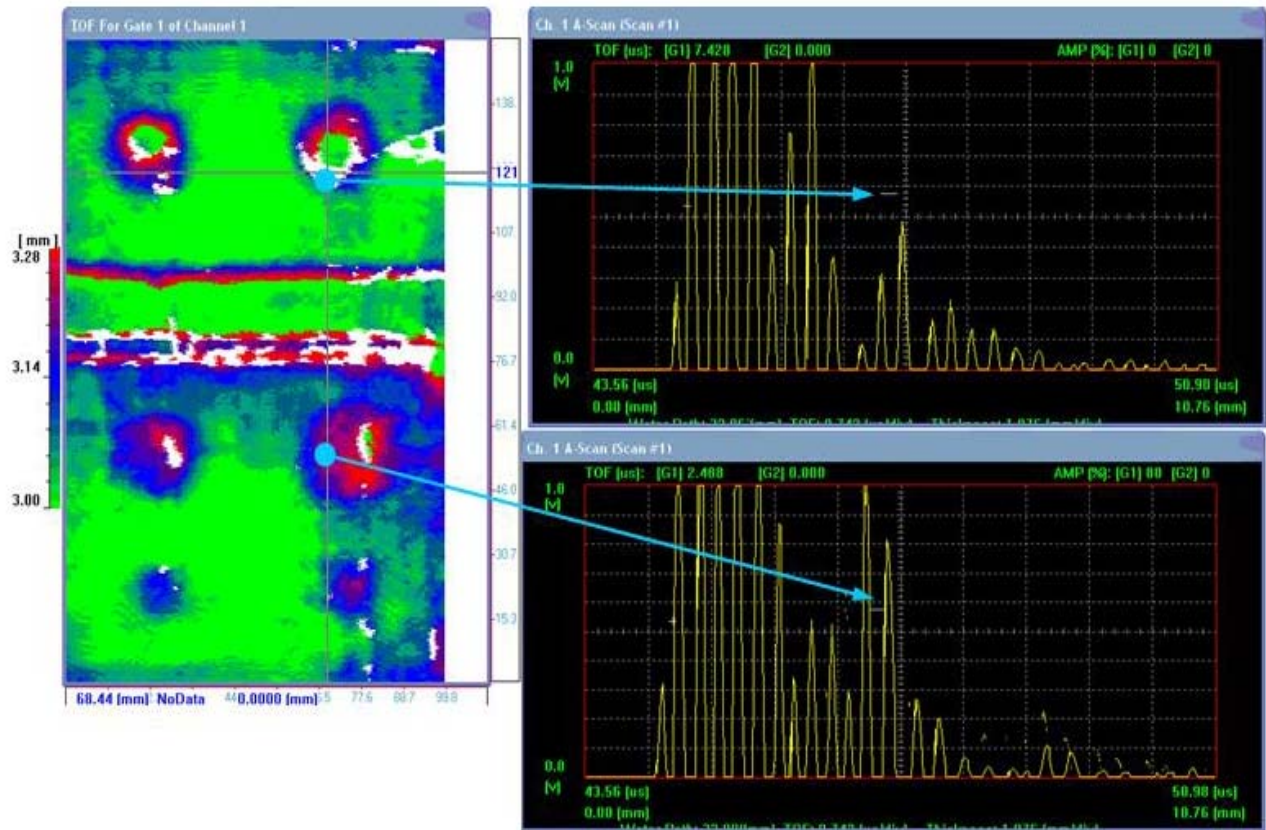 TOF For Gate 1 of Channel 1
138.
121
107.
92.0
76.7
61.4
46.0
30.7
15.3
[ mm]
3.28
3.14
3.00
68.44 [mm] NoData 0.0000 [mm] 77.6 88.7 99.8
Ch. 1 A-Scan (Scan #1)
TOF [us]: [G1] 7.428 [G2] 0.000 AMP [%]: [G1] 0 [G2] 0
1.0
[V]
0.0
[V]
43.56 [us] 50.98 [us]
0.00 [mm] 10.76 [mm]
Ch. 1 A-Scan (Scan #1)
TOF [us]: [G1] 2.468 [G2] 0.000 AMP [%]: [G1] 80 [G2] 0
1.0
[V]
0.0
[V]
43.56 [us] 50.98 [us]
0.00 [mm] 10.76 [mm]